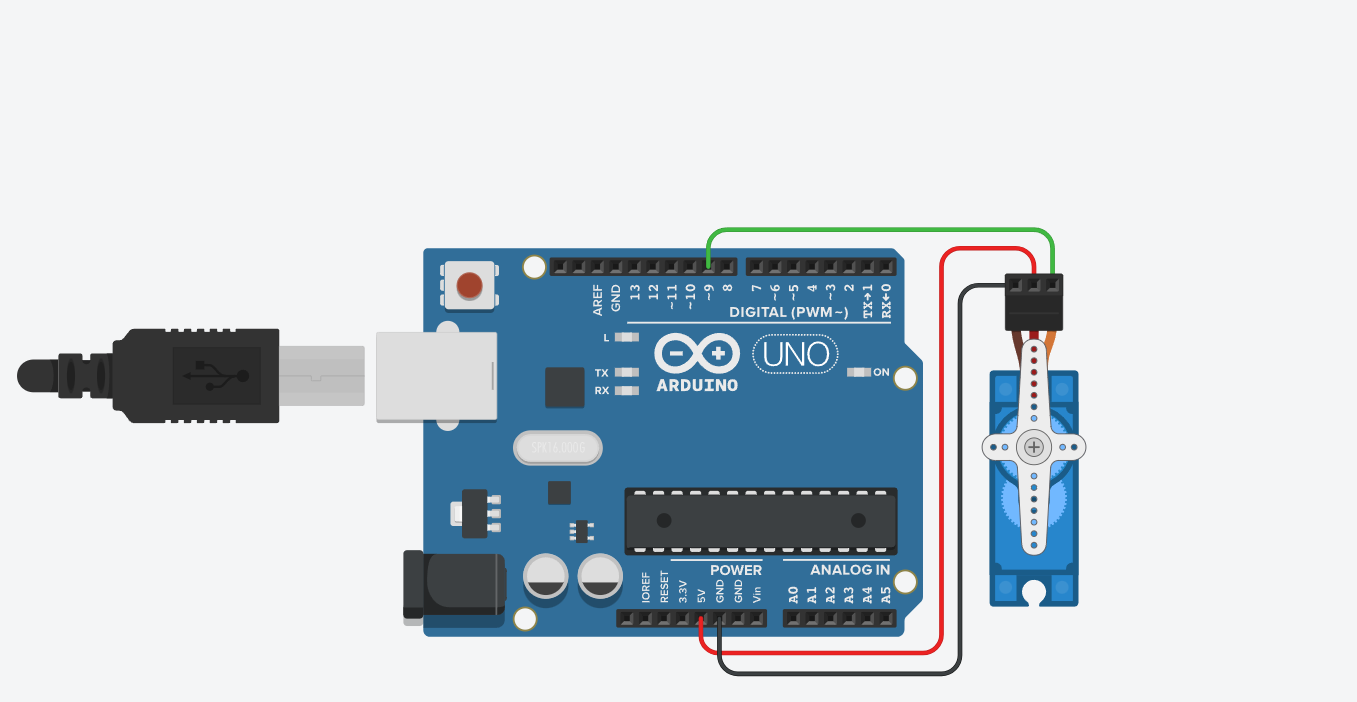 AREF
GND
13
12
~11
~10
~9
8
7
~6
~5
4
~3
2
TX→1
RX←0
DIGITAL (PWM~)
L
TX
RX
UNO
ON
ARDUINO
SPK16.000G
POWER
ANALOG IN
IOREF
RESET
3.3V
5V
GND
GND
Vin
A0
A1
A2
A3
A4
A5